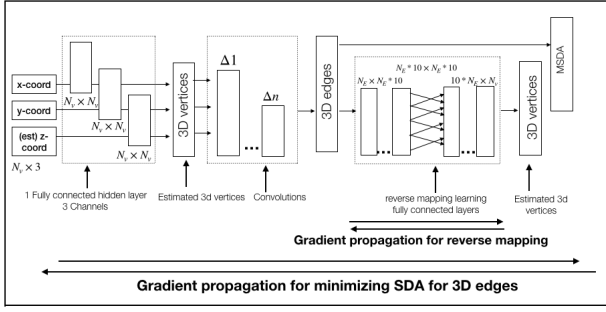 x-coord
y-coord
(est) z-
coord
N_v × 3
N_v × N_v
N_v × N_v
N_v × N_v
1 Fully connected hidden layer
3 Channels
3D vertices
Estimated 3d vertices
Δ1
Δn
...
Convolutions
3D edges
N_E * 10 × N_E * 10
N_E × N_E * 10
10 * N_E × N_v
...
...
reverse mapping learning
fully connected layers
3D vertices
Estimated 3d
vertices
MSDA
Gradient propagation for reverse mapping
Gradient propagation for minimizing SDA for 3D edges